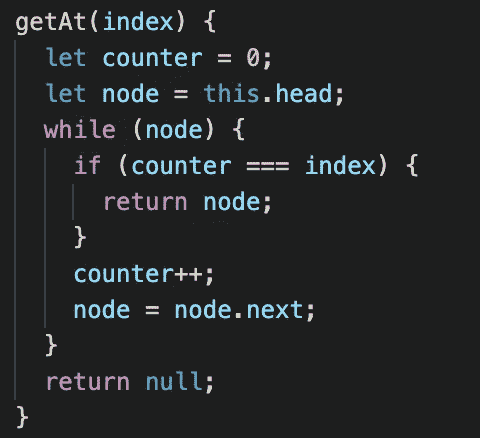 getAt(index) {
  let counter = 0;
  let node = this.head;
  while (node) {
    if (counter === index) {
      return node;
    }
    counter++;
    node = node.next;
  }
  return null;
}